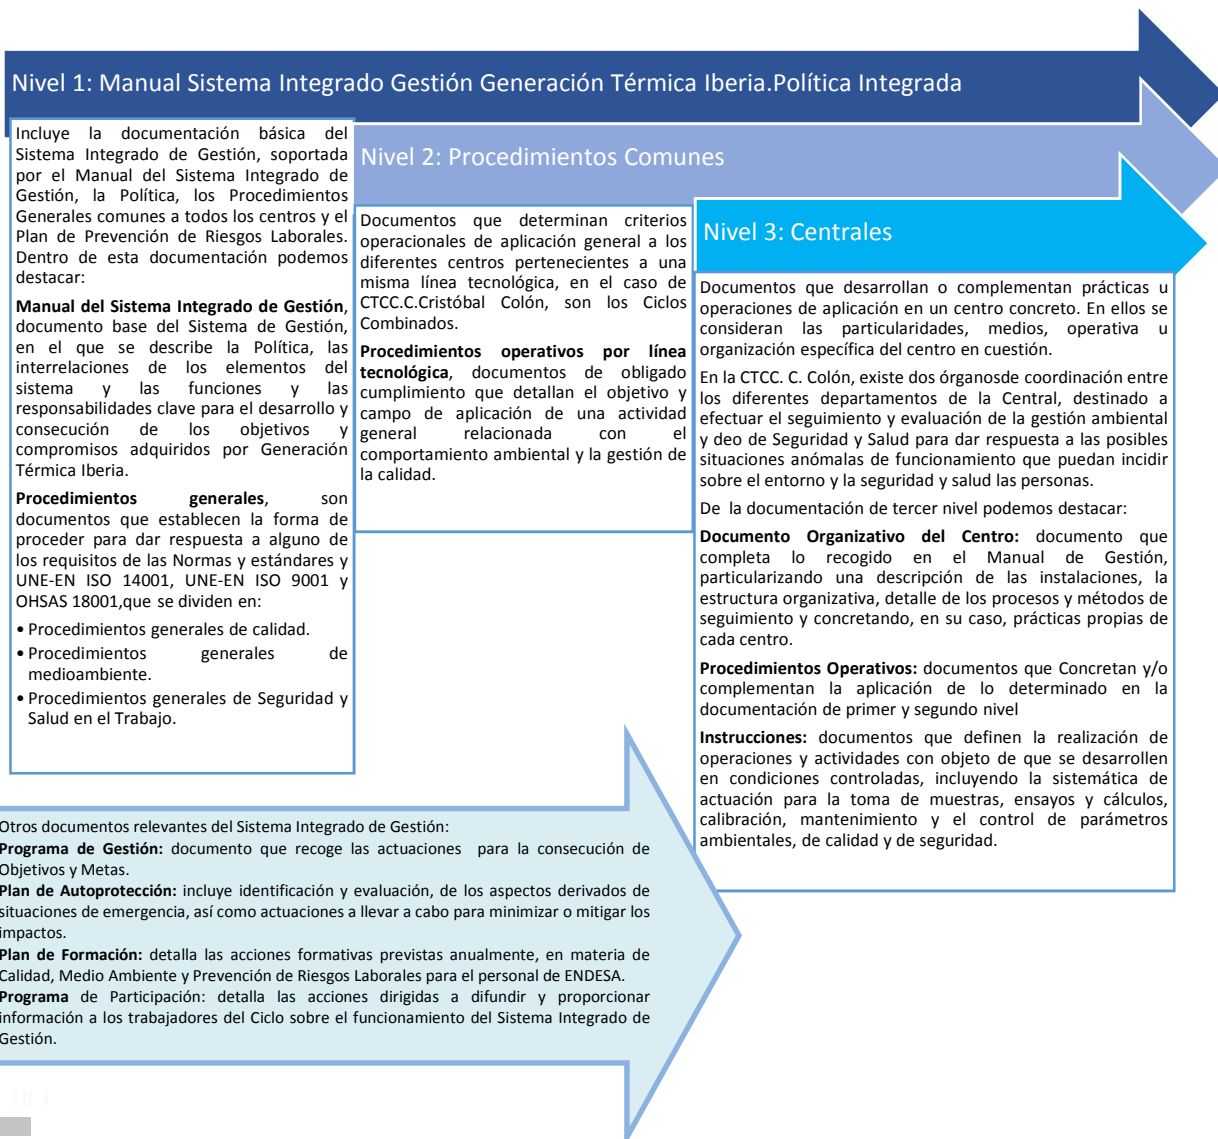 Nivel 1: Manual Sistema Integrado Gestión Generación Térmica Iberia.Política Integrada
Incluye la documentación básica del
Sistema Integrado de Gestión, soportada
por el Manual del Sistema Integrado de
Gestión, la Política, los Procedimientos
Generales comunes a todos los centros y el
Plan de Prevención de Riesgos Laborales.
Dentro de esta documentación podemos
destacar:
Manual del Sistema Integrado de Gestión,
documento base del Sistema de Gestión,
en el que se describe la Política, las
interrelaciones de los elementos del
sistema y las funciones y las
responsabilidades clave para el desarrollo y
consecución de los objetivos y
compromisos adquiridos por Generación
Térmica Iberia.
Procedimientos generales, son
documentos que establecen la forma de
proceder para dar respuesta a alguno de
los requisitos de las Normas y estándares y
UNE-EN ISO 14001, UNE-EN ISO 9001 y
OHSAS 18001,que se dividen en:
• Procedimientos generales de calidad.
• Procedimientos generales de
medioambiente.
• Procedimientos generales de Seguridad y
Salud en el Trabajo.
Nivel 2: Procedimientos Comunes
Documentos que determinan criterios
operacionales de aplicación general a los
diferentes centros pertenecientes a una
misma línea tecnológica, en el caso de
CTCC.C.Cristóbal Colón, son los Ciclos
Combinados.
Procedimientos operativos por línea
tecnológica, documentos de obligado
cumplimiento que detallan el objetivo y
campo de aplicación de una actividad
general relacionada con el
comportamiento ambiental y la gestión de
la calidad.
Nivel 3: Centrales
Documentos que desarrollan o complementan prácticas u
operaciones de aplicación en un centro concreto. En ellos se
consideran las particularidades, medios, operativa u
organización específica del centro en cuestión.
En la CTCC. C. Colón, existe dos órganosde coordinación entre
los diferentes departamentos de la Central, destinado a
efectuar el seguimiento y evaluación de la gestión ambiental
y deo de Seguridad y Salud para dar respuesta a las posibles
situaciones anómalas de funcionamiento que puedan incidir
sobre el entorno y la seguridad y salud las personas.
De la documentación de tercer nivel podemos destacar:
Documento Organizativo del Centro: documento que
completa lo recogido en el Manual de Gestión,
particularizando una descripción de las instalaciones, la
estructura organizativa, detalle de los procesos y métodos de
seguimiento y concretando, en su caso, prácticas propias de
cada centro.
Procedimientos Operativos: documentos que Concretan y/o
complementan la aplicación de lo determinado en la
documentación de primer y segundo nivel
Instrucciones: documentos que definen la realización de
operaciones y actividades con objeto de que se desarrollen
en condiciones controladas, incluyendo la sistemática de
actuación para la toma de muestras, ensayos y cálculos,
calibración, mantenimiento y el control de parámetros
ambientales, de calidad y de seguridad.
Otros documentos relevantes del Sistema Integrado de Gestión:
Programa de Gestión: documento que recoge las actuaciones para la consecución de
Objetivos y Metas.
Plan de Autoprotección: incluye identificación y evaluación, de los aspectos derivados de
situaciones de emergencia, así como actuaciones a llevar a cabo para minimizar o mitigar los
impactos.
Plan de Formación: detalla las acciones formativas previstas anualmente, en materia de
Calidad, Medio Ambiente y Prevención de Riesgos Laborales para el personal de ENDESA.
Programa de Participación: detalla las acciones dirigidas a difundir y proporcionar
información a los trabajadores del Ciclo sobre el funcionamiento del Sistema Integrado de
Gestión.